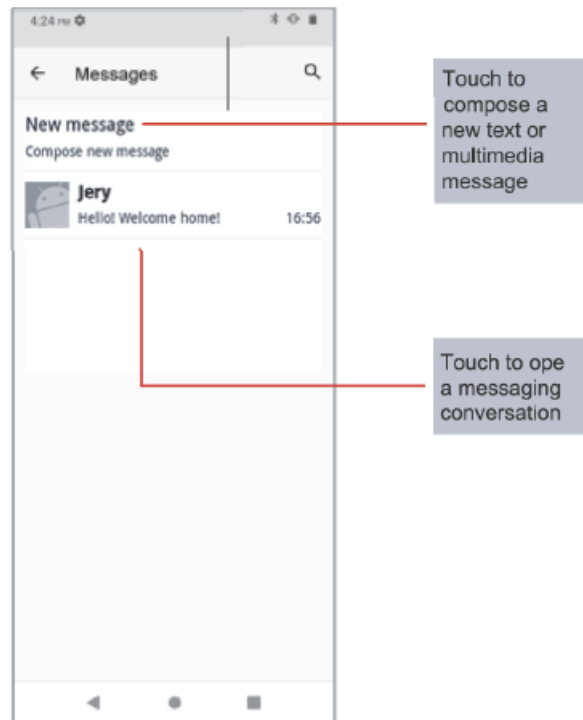 4:24 PM
Messages
New message
Compose new message
Jery
Hello! Welcome home!
16:56
Touch to
compose a
new text or
multimedia
message
Touch to ope
a messaging
conversation